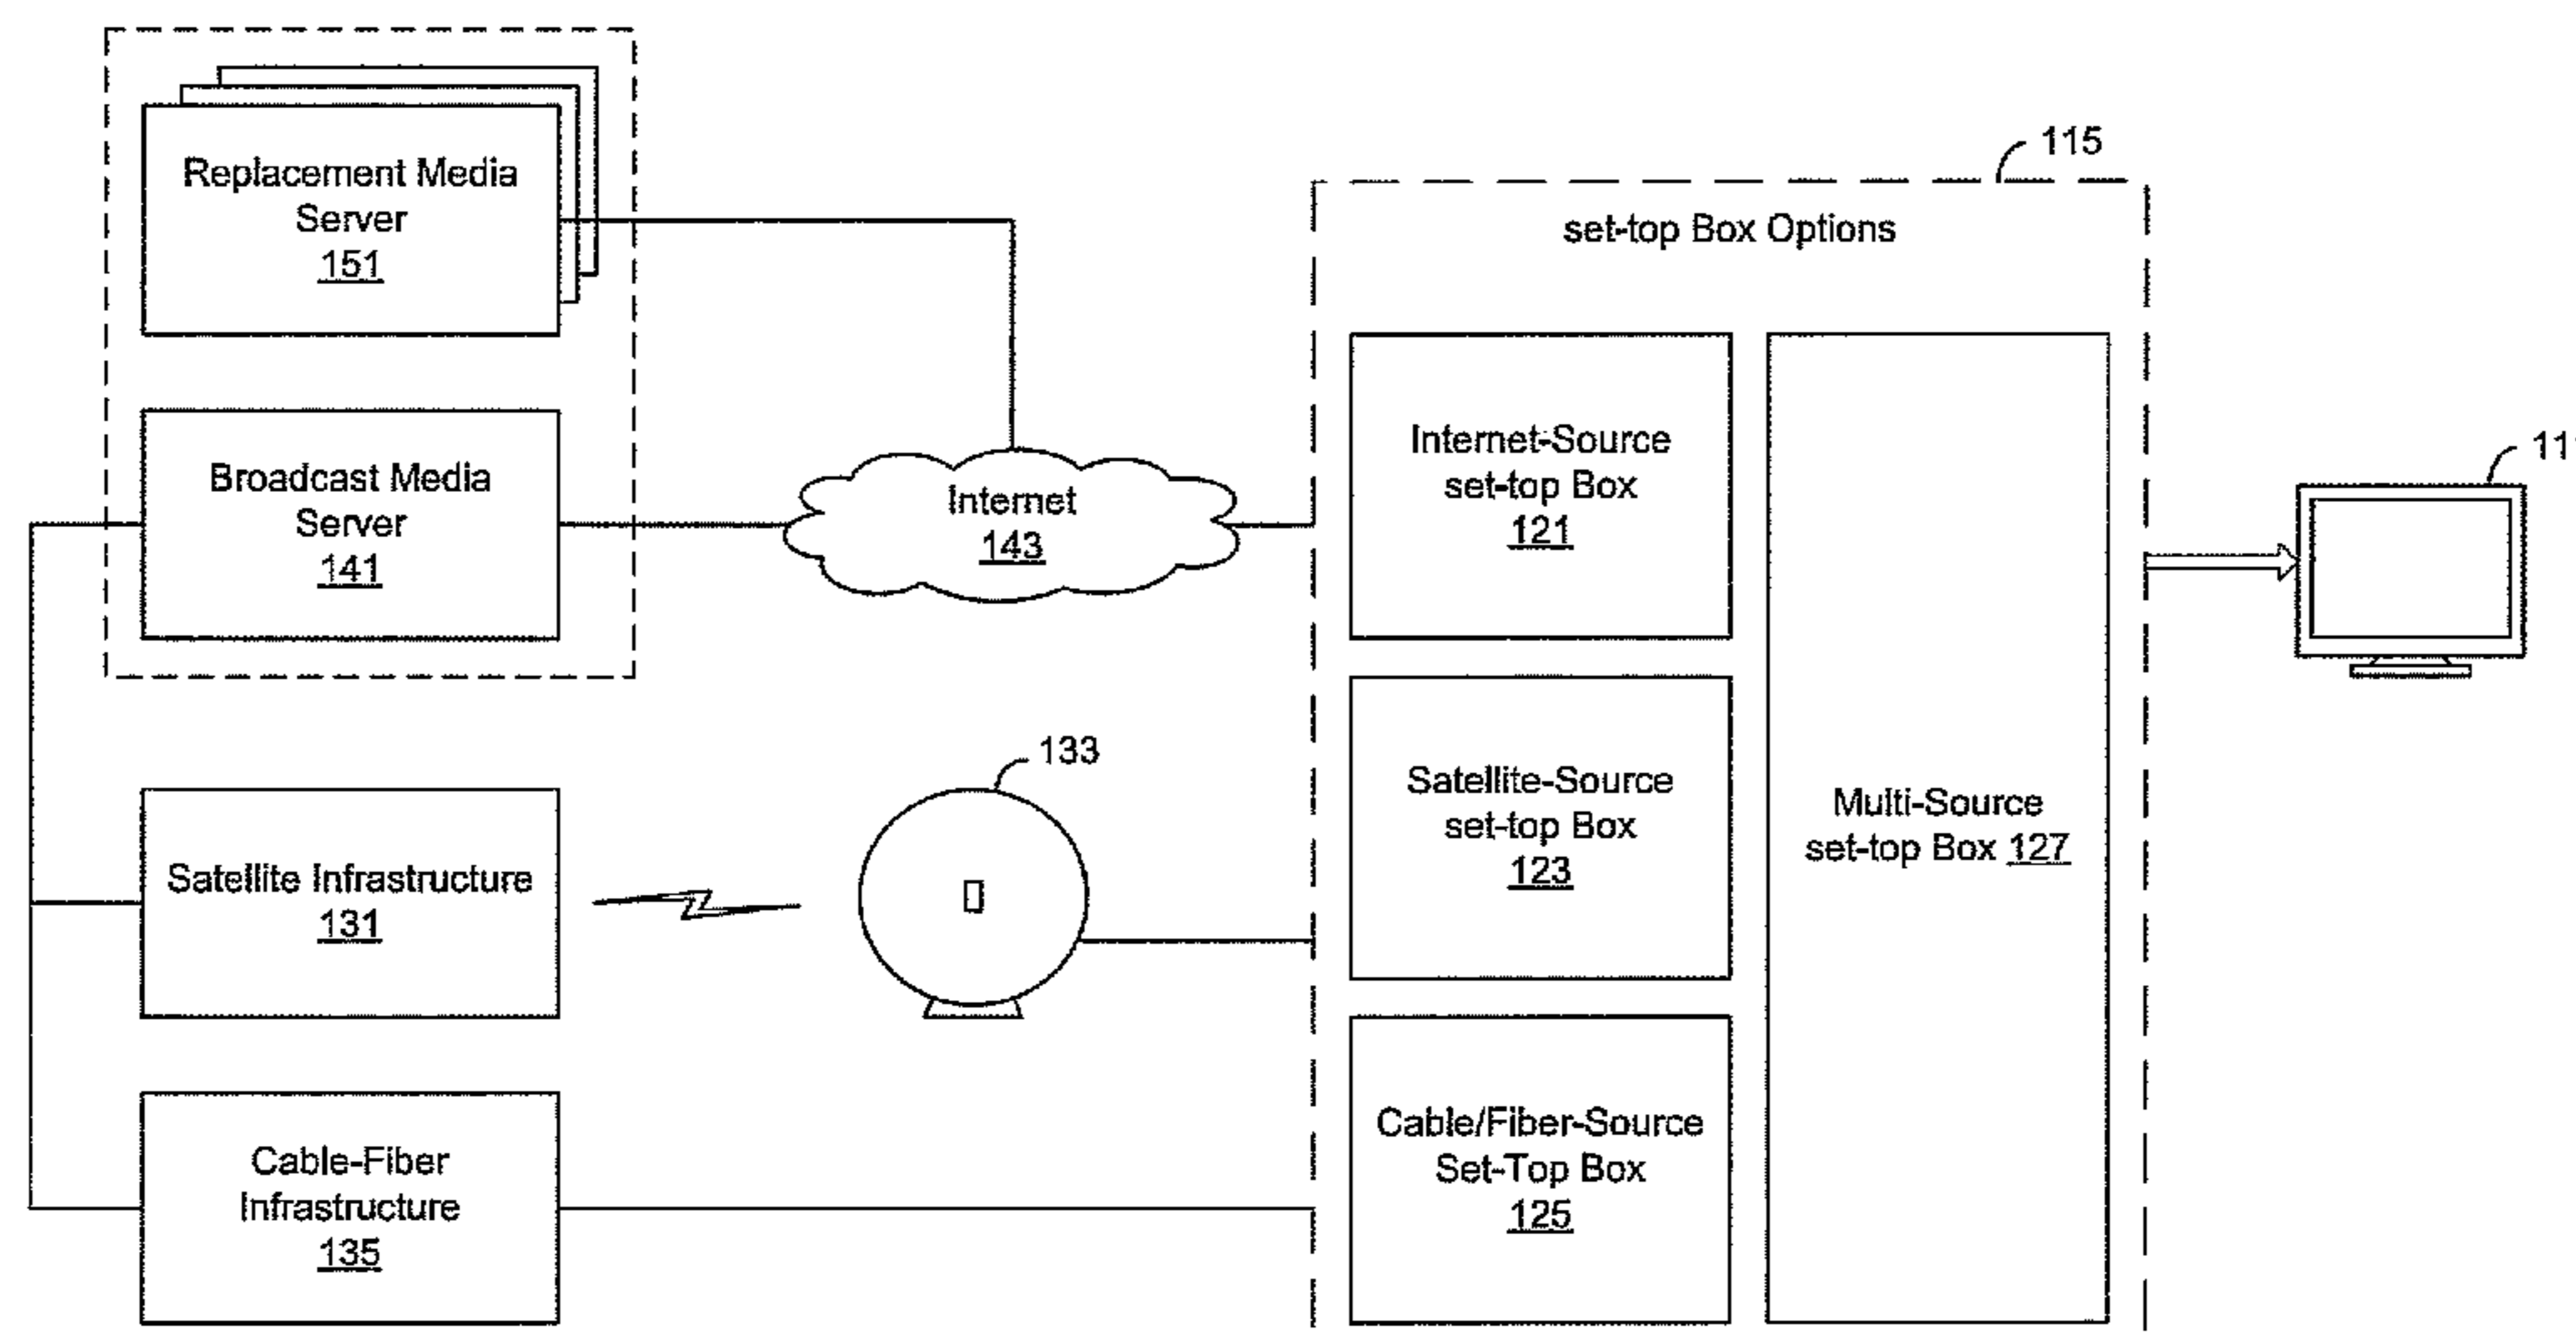 Replacement Media
Server
151
Broadcast Media
Server
141
Internet
143
115
set-top Box Options
Internet-Source
set-top Box
121
Satellite-Source
set-top Box
123
Cable/Fiber-Source
Set-Top Box
125
Multi-Source
set-top Box 127
133
Satellite Infrastructure
131
Cable-Fiber
Infrastructure
135